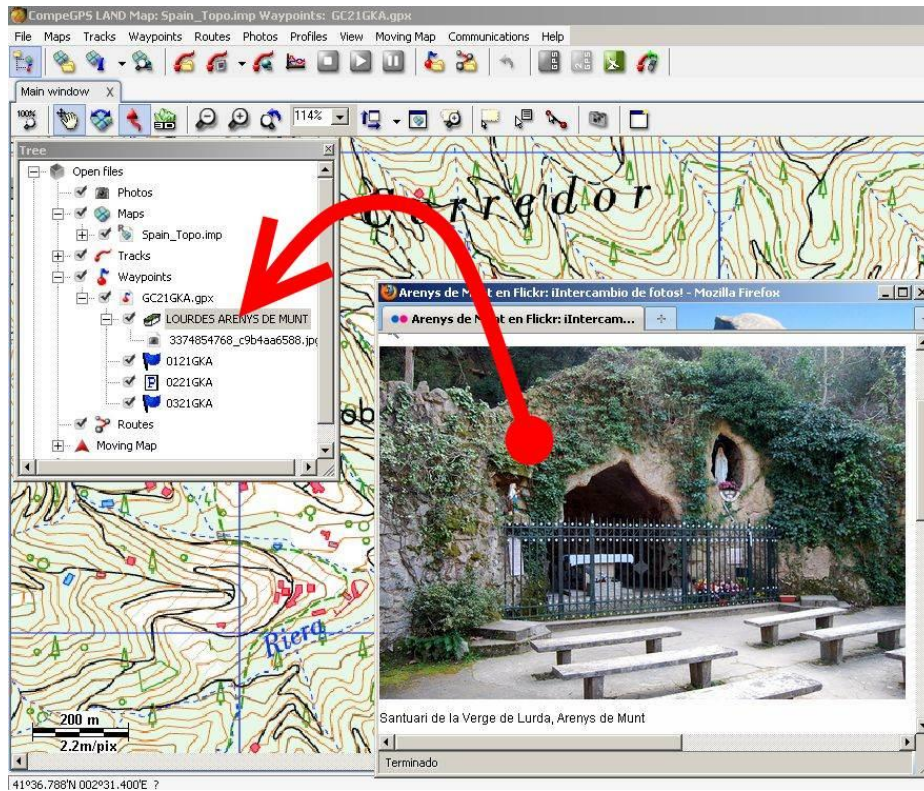 CompeGPS LAND Map: Spain_Topo.imp Waypoints: GC21GKA.gpx
File Maps Tracks Waypoints Routes Photos Profiles View Moving Map Communications Help
Main window X
100%
3D
114%
Tree
Open files
Photos
Maps
Spain_Topo.imp
Tracks
Waypoints
GC21GKA.gpx
LOURDES ARENYS DE MUNT
3374854768_c9b4aa6588.jpg
0121GKA
P 0221GKA
0321GKA
Routes
Moving Map
Corredor
ob
Riera
200 m
2.2m/pix
Arenys de Munt en Flickr: ¡Intercambio de fotos! - Mozilla Firefox
Arenys de Munt en Flickr: ¡Intercam...
Santuari de la Verge de Lurda, Arenys de Munt
Terminado
41º36.788'N 002º31.400'E ?